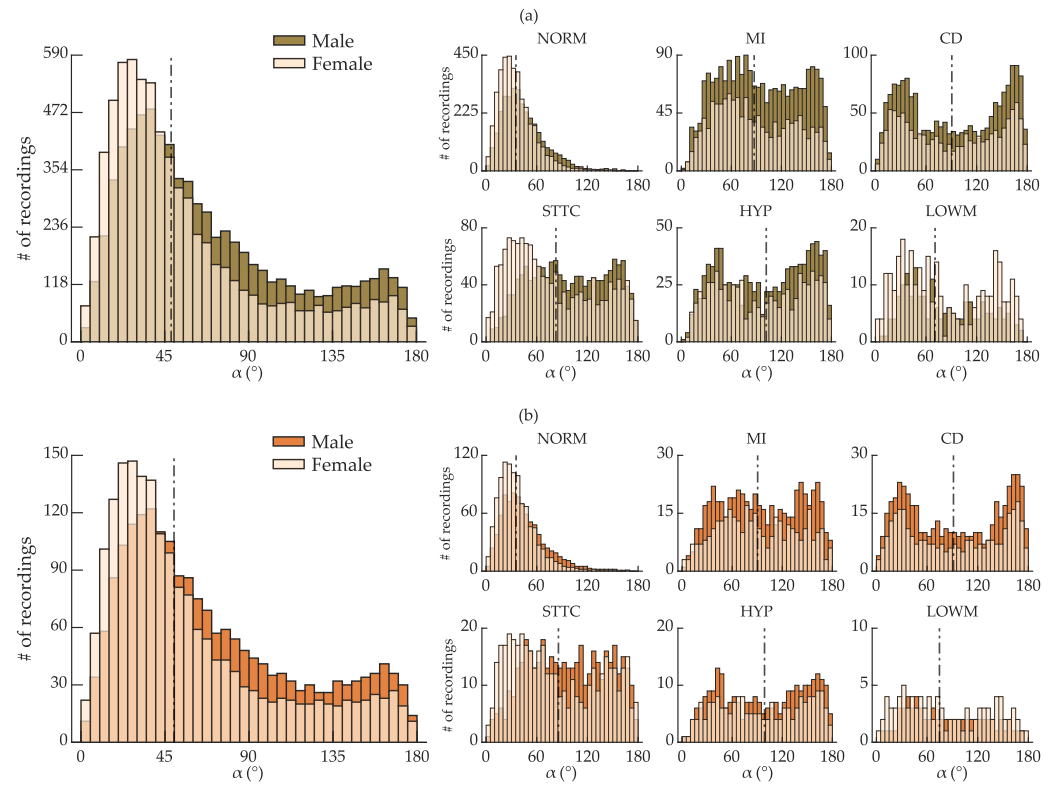 (a)
Male
Female
# of recordings
590
472
354
236
118
0
0 45 90 135 180
α (°)
NORM
# of recordings
450
225
0
0 60 120 180
MI
90
45
0
0 60 120 180
CD
100
50
0
0 60 120 180
STTC
# of recordings
80
40
0
0 60 120 180
α (°)
HYP
50
25
0
0 60 120 180
α (°)
LOWM
20
10
0
0 60 120 180
α (°)
(b)
Male
Female
# of recordings
150
120
90
60
30
0
0 45 90 135 180
α (°)
NORM
# of recordings
120
60
0
0 60 120 180
MI
30
15
0
0 60 120 180
CD
30
15
0
0 60 120 180
STTC
# of recordings
20
10
0
0 60 120 180
α (°)
HYP
20
10
0
0 60 120 180
α (°)
LOWM
10
5
0
0 60 120 180
α (°)